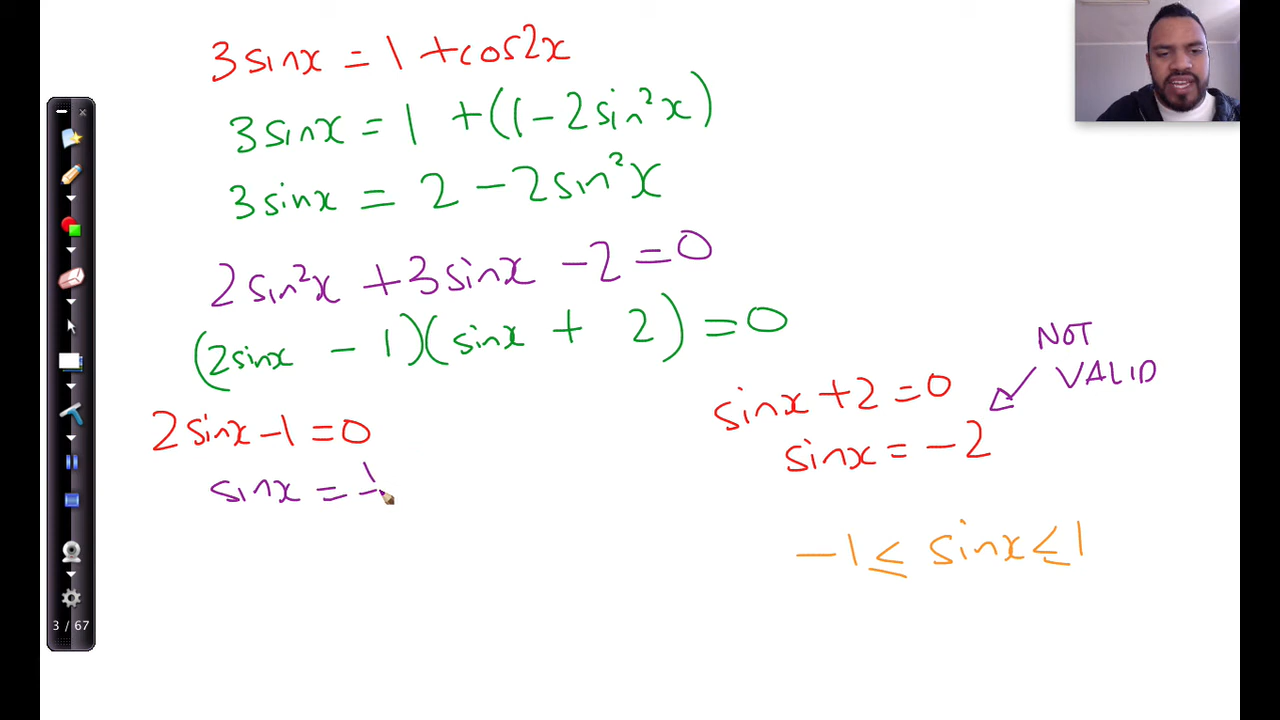 3sinx = 1 + cos2x
3sinx = 1 + (1 - 2sin²x)
3sinx = 2 - 2sin²x
2sin²x + 3sinx - 2 = 0
(2sinx - 1)(sinx + 2) = 0
2sinx - 1 = 0
sinx = 1
sinx + 2 = 0
sinx = -2
NOT
VALID
-1 ≤ sinx ≤ 1
3 / 67